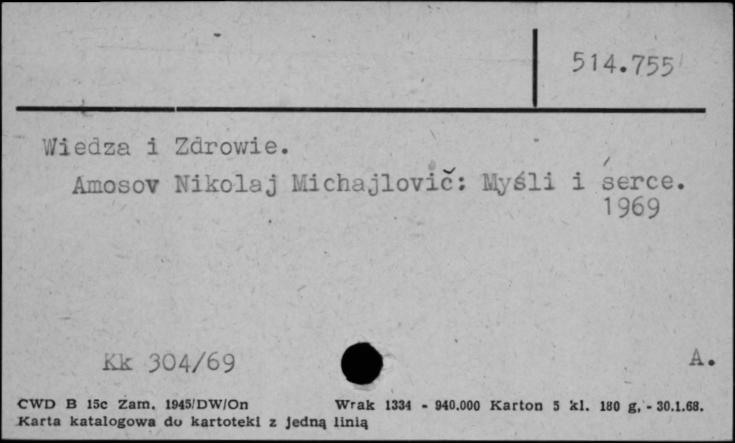 514.755
Wiedza i Zdrowie.
Amosov Nikolaj Michajlovič: Myśli i serce.
1969
Kk 304/69 A.
CWD B 15c Zam. 1945/DW/On Wrak 1334 - 940.000 Karton 5 kl. 180 g, - 30.1.68.
Karta katalogowa do kartoteki z jedną linią